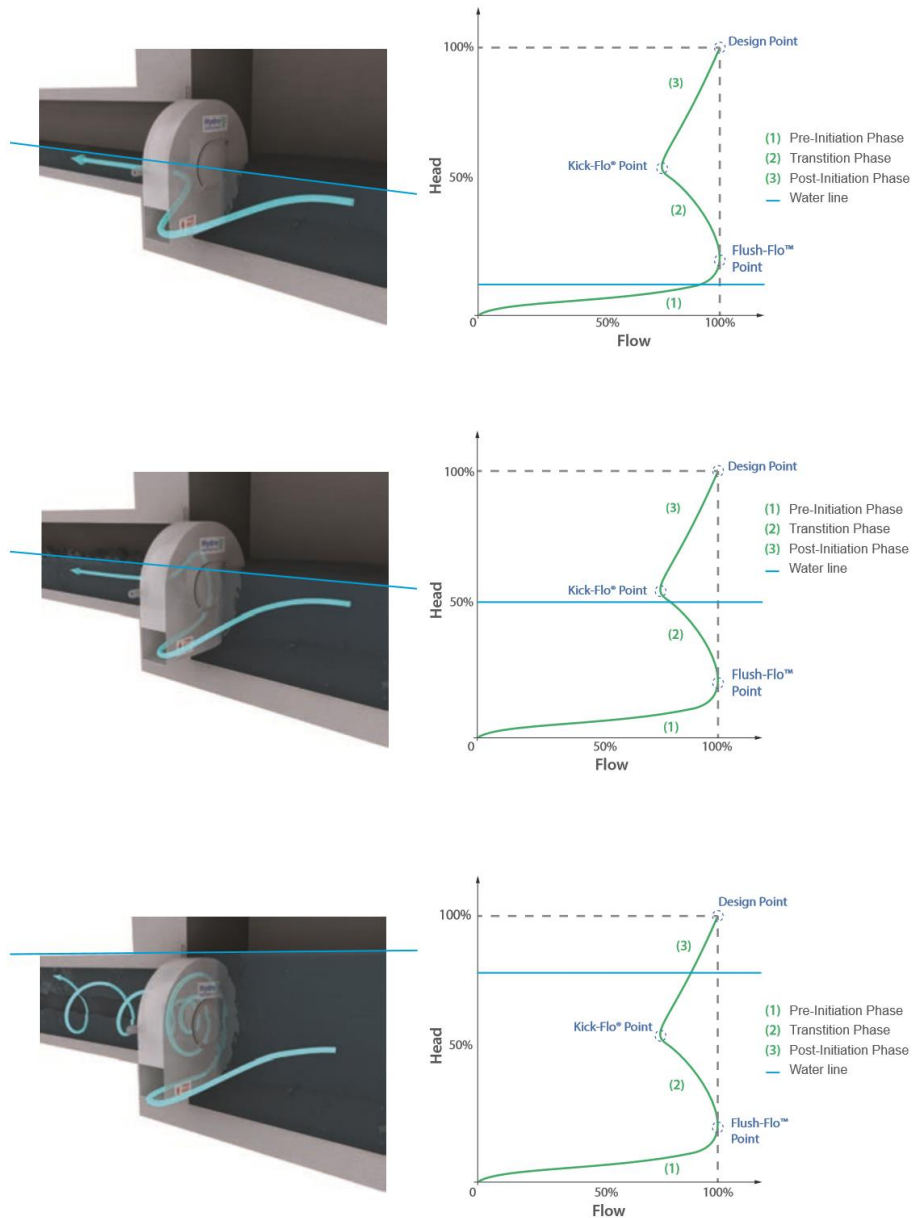 Design Point
100%
(3)
(1) Pre-Initiation Phase
(2) Transtition Phase
(3) Post-Initiation Phase
Water line
Kick-Flo® Point
Head
50%
(2)
Flush-Flo™
Point
(1)
0
50%
100%
Flow
Hydro
Design Point
100%
(3)
(1) Pre-Initiation Phase
(2) Transtition Phase
(3) Post-Initiation Phase
Water line
Kick-Flo® Point
Head
50%
(2)
Flush-Flo™
Point
(1)
0
50%
100%
Flow
Hydro
Design Point
100%
(3)
(1) Pre-Initiation Phase
(2) Transtition Phase
(3) Post-Initiation Phase
Water line
Kick-Flo® Point
Head
50%
(2)
Flush-Flo™
Point
(1)
0
50%
100%
Flow
Hydro